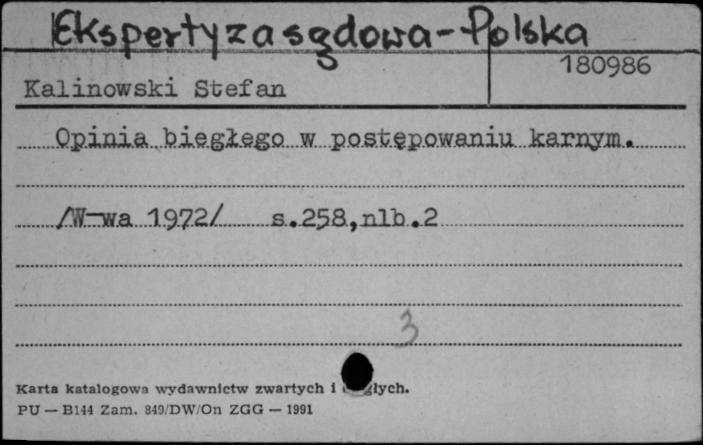 Ekspertyza sądowa - Polska
180986
Kalinowski Stefan
Opinia biegłego w postępowaniu karnym.
/W-wa 1972/ s.258,nlb.2
3
Karta katalogowa wydawnictw zwartych i głych.
PU — B144 Zam. 849/DW/On ZGG — 1991